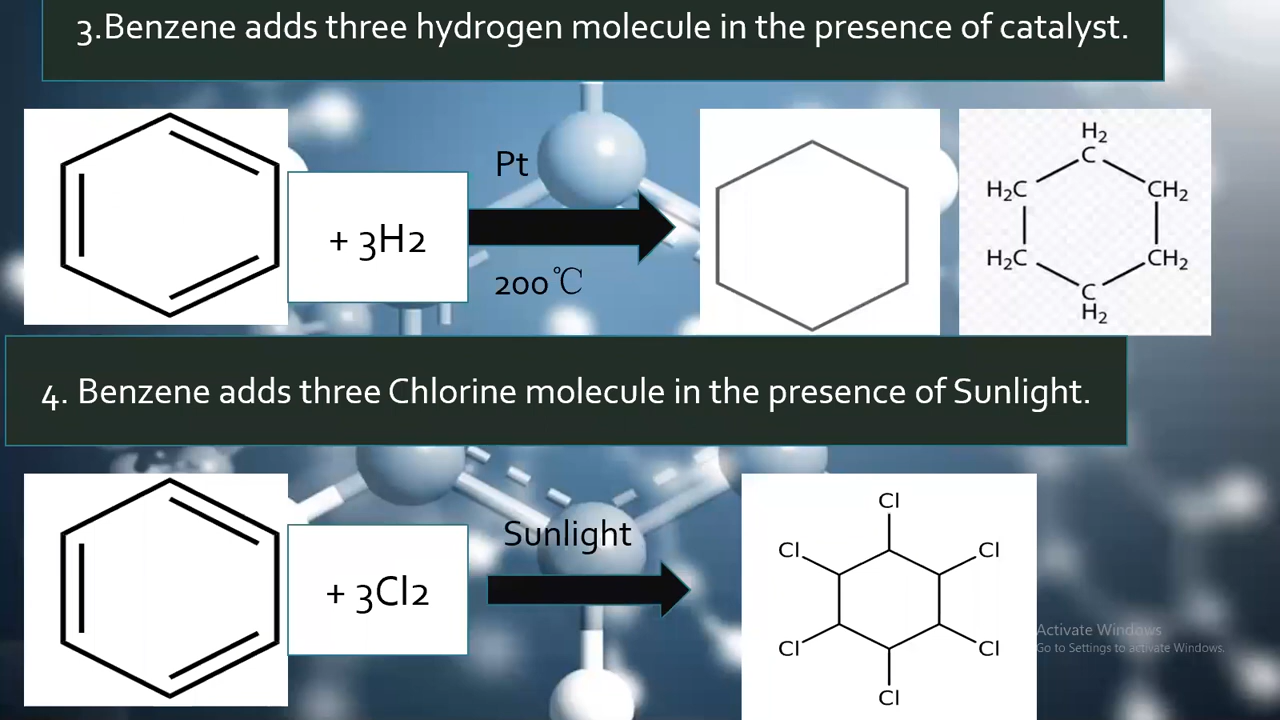 3.Benzene adds three hydrogen molecule in the presence of catalyst.
Pt
+ 3H2
200℃
H2
C
H2C
CH2
H2C
CH2
C
H2
4. Benzene adds three Chlorine molecule in the presence of Sunlight.
Sunlight
+ 3Cl2
Cl
Cl
Cl
Cl
Cl
Cl
Activate Windows
Go to Settings to activate Windows.